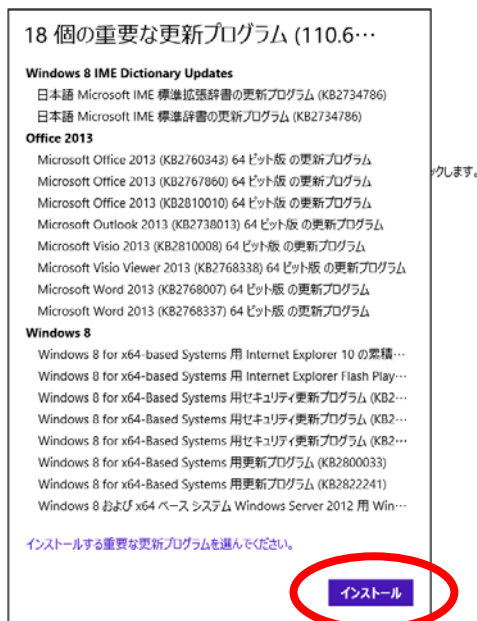 18 個の重要な更新プログラム (110.6…
Windows 8 IME Dictionary Updates
日本語 Microsoft IME 標準拡張辞書の更新プログラム (KB2734786)
日本語 Microsoft IME 標準辞書の更新プログラム (KB2734786)
Office 2013
Microsoft Office 2013 (KB2760343) 64 ビット版 の更新プログラム
Microsoft Office 2013 (KB2767860) 64 ビット版 の更新プログラム
Microsoft Office 2013 (KB2810010) 64 ビット版 の更新プログラム
Microsoft Outlook 2013 (KB2738013) 64 ビット版 の更新プログラム
Microsoft Visio 2013 (KB2810008) 64 ビット版 の更新プログラム
Microsoft Visio Viewer 2013 (KB2768338) 64 ビット版 の更新プログラム
Microsoft Word 2013 (KB2768007) 64 ビット版 の更新プログラム
Microsoft Word 2013 (KB2768337) 64 ビット版 の更新プログラム
Windows 8
Windows 8 for x64-based Systems 用 Internet Explorer 10 の累積…
Windows 8 for x64-based Systems 用 Internet Explorer Flash Play…
Windows 8 for x64-Based Systems 用セキュリティ更新プログラム (KB2…
Windows 8 for x64-Based Systems 用セキュリティ更新プログラム (KB2…
Windows 8 for x64-Based Systems 用セキュリティ更新プログラム (KB2…
Windows 8 for x64-Based Systems 用更新プログラム (KB2800033)
Windows 8 for x64-Based Systems 用更新プログラム (KB2822241)
Windows 8 および x64 ベース システム Windows Server 2012 用 Win…
インストールする重要な更新プログラムを選んでください。
インストール
ックします。